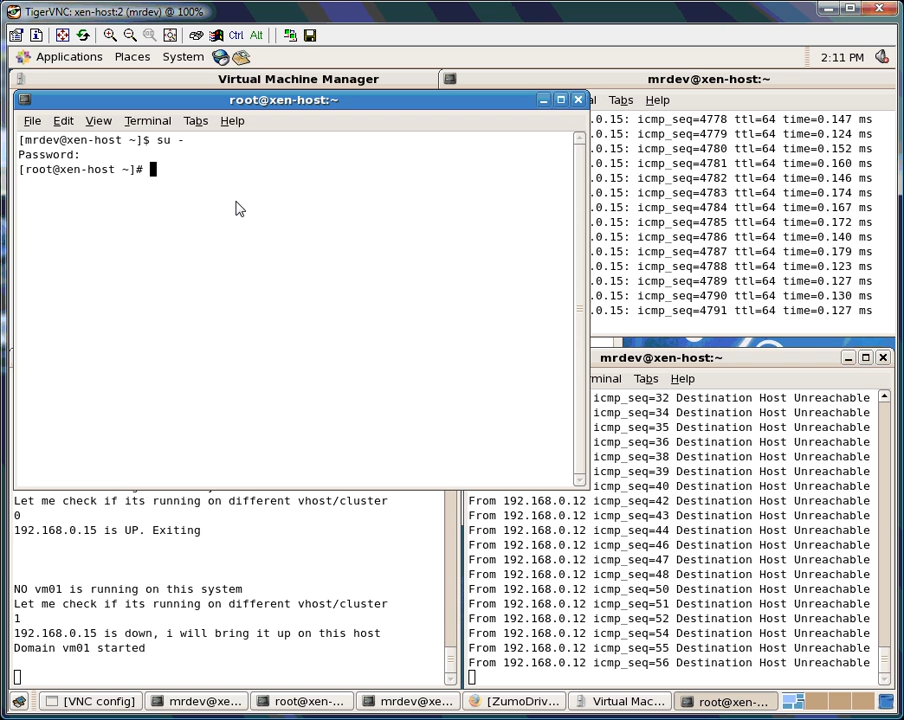 TigerVNC: xen-host:2 (mrdev) @ 100%
Ctrl Alt
Applications Places System 2:11 PM
Virtual Machine Manager
mrdev@xen-host:~
root@xen-host:~
File Edit View Terminal Tabs Help
[mrdev@xen-host ~]$ su -
Password:
[root@xen-host ~]#
al Tabs Help
.0.15: icmp_seq=4778 ttl=64 time=0.147 ms
.0.15: icmp_seq=4779 ttl=64 time=0.124 ms
.0.15: icmp_seq=4780 ttl=64 time=0.152 ms
.0.15: icmp_seq=4781 ttl=64 time=0.160 ms
.0.15: icmp_seq=4782 ttl=64 time=0.146 ms
.0.15: icmp_seq=4783 ttl=64 time=0.174 ms
.0.15: icmp_seq=4784 ttl=64 time=0.167 ms
.0.15: icmp_seq=4785 ttl=64 time=0.172 ms
.0.15: icmp_seq=4786 ttl=64 time=0.140 ms
.0.15: icmp_seq=4787 ttl=64 time=0.179 ms
.0.15: icmp_seq=4788 ttl=64 time=0.123 ms
.0.15: icmp_seq=4789 ttl=64 time=0.127 ms
.0.15: icmp_seq=4790 ttl=64 time=0.130 ms
.0.15: icmp_seq=4791 ttl=64 time=0.127 ms
mrdev@xen-host:~
rminal Tabs Help
icmp_seq=32 Destination Host Unreachable
icmp_seq=34 Destination Host Unreachable
icmp_seq=35 Destination Host Unreachable
icmp_seq=36 Destination Host Unreachable
icmp_seq=38 Destination Host Unreachable
icmp_seq=39 Destination Host Unreachable
icmp_seq=40 Destination Host Unreachable
From 192.168.0.12 icmp_seq=42 Destination Host Unreachable
From 192.168.0.12 icmp_seq=43 Destination Host Unreachable
From 192.168.0.12 icmp_seq=44 Destination Host Unreachable
From 192.168.0.12 icmp_seq=46 Destination Host Unreachable
From 192.168.0.12 icmp_seq=47 Destination Host Unreachable
From 192.168.0.12 icmp_seq=48 Destination Host Unreachable
From 192.168.0.12 icmp_seq=50 Destination Host Unreachable
From 192.168.0.12 icmp_seq=51 Destination Host Unreachable
From 192.168.0.12 icmp_seq=52 Destination Host Unreachable
From 192.168.0.12 icmp_seq=54 Destination Host Unreachable
From 192.168.0.12 icmp_seq=55 Destination Host Unreachable
From 192.168.0.12 icmp_seq=56 Destination Host Unreachable
Let me check if its running on different vhost/cluster
0
192.168.0.15 is UP. Exiting
NO vm01 is running on this system
Let me check if its running on different vhost/cluster
1
192.168.0.15 is down, i will bring it up on this host
Domain vm01 started
[VNC config] mrdev@xe... root@xen-... mrdev@xe... [ZumoDriv... Virtual Mac... root@xen-...